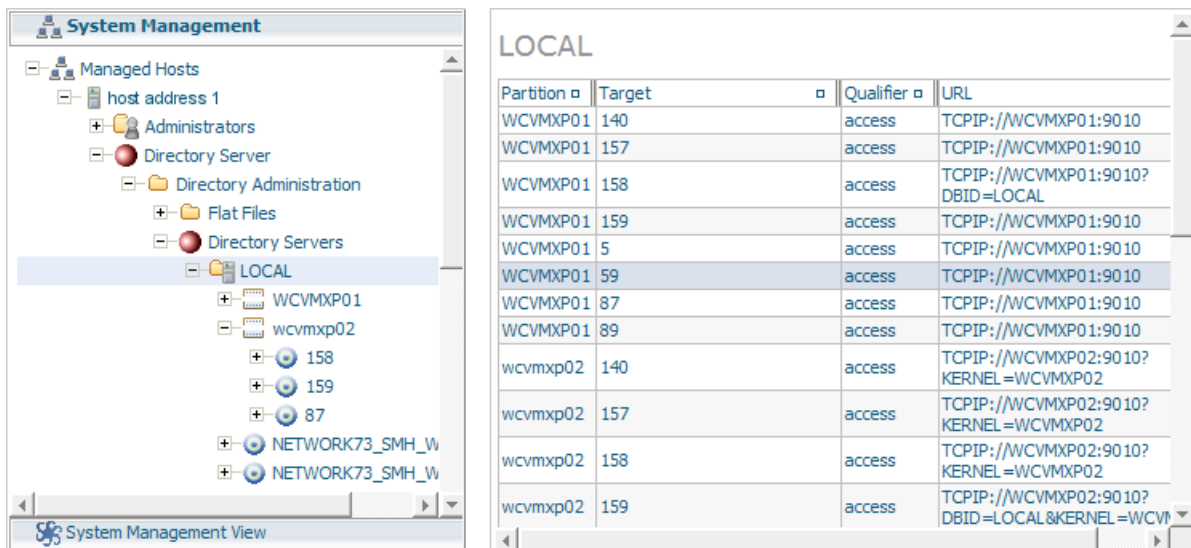 System Management
Managed Hosts
host address 1
Administrators
Directory Server
Directory Administration
Flat Files
Directory Servers
LOCAL
WCVMXP01
wcvmxp02
158
159
87
NETWORK73_SMH_W
NETWORK73_SMH_W
System Management View
LOCAL
Partition Target Qualifier URL
WCVMXP01 140 access TCPIP://WCVMXP01:9010
WCVMXP01 157 access TCPIP://WCVMXP01:9010
WCVMXP01 158 access TCPIP://WCVMXP01:9010?
DBID=LOCAL
WCVMXP01 159 access TCPIP://WCVMXP01:9010
WCVMXP01 5 access TCPIP://WCVMXP01:9010
WCVMXP01 59 access TCPIP://WCVMXP01:9010
WCVMXP01 87 access TCPIP://WCVMXP01:9010
WCVMXP01 89 access TCPIP://WCVMXP01:9010
wcvmxp02 140 access TCPIP://WCVMXP02:9010?
KERNEL=WCVMXP02
wcvmxp02 157 access TCPIP://WCVMXP02:9010?
KERNEL=WCVMXP02
wcvmxp02 158 access TCPIP://WCVMXP02:9010?
KERNEL=WCVMXP02
wcvmxp02 159 access TCPIP://WCVMXP02:9010?
DBID=LOCAL&KERNEL=WCVM